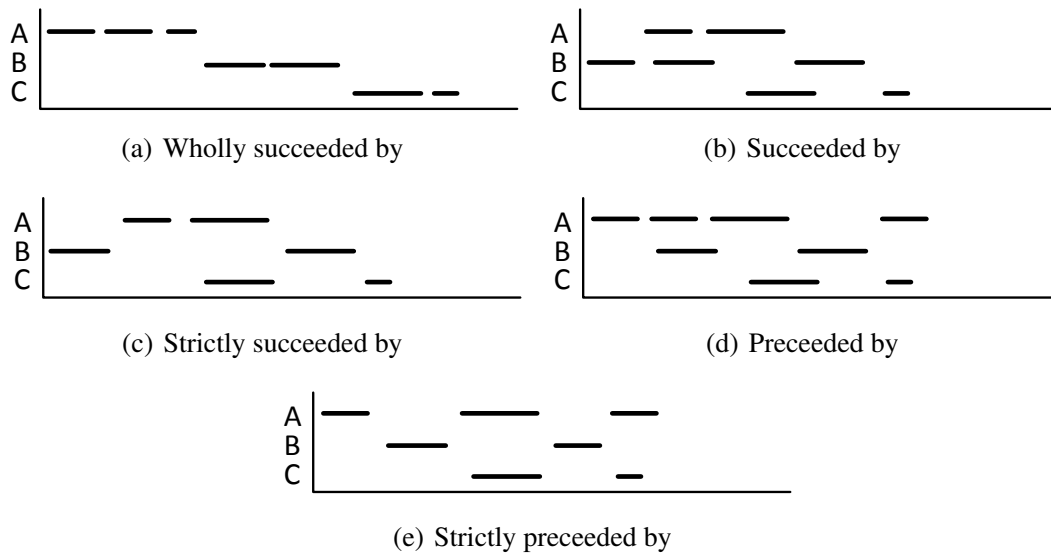 A
B
C
(a) Wholly succeeded by
A
B
C
(b) Succeeded by
A
B
C
(c) Strictly succeeded by
A
B
C
(d) Preceeded by
A
B
C
(e) Strictly preceeded by